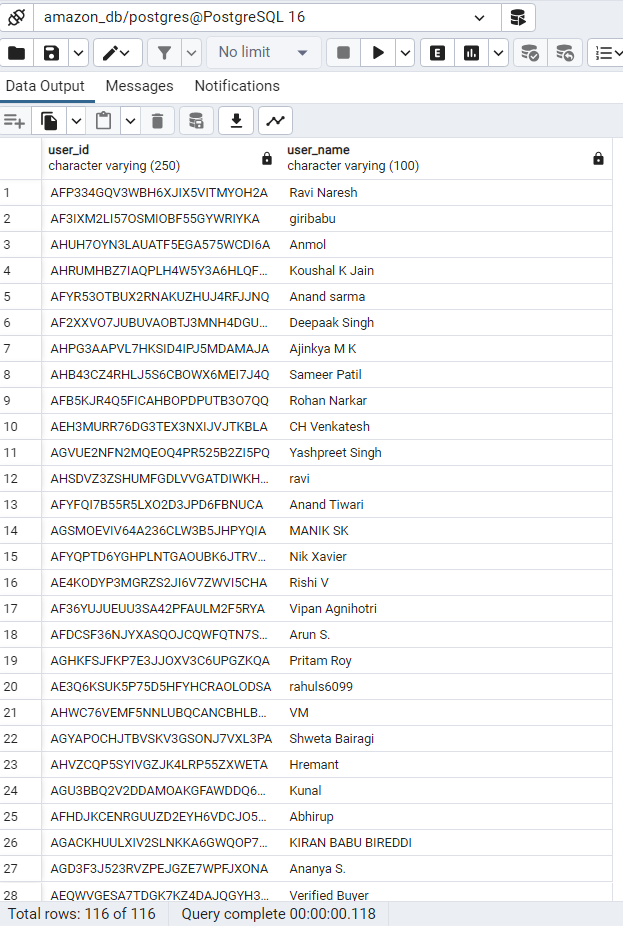 amazon_db/postgres@PostgreSQL 16
No limit
E
Data Output Messages Notifications
user_id user_name
character varying (250) character varying (100)
1 AFP334GQV3WBH6XJIX5VITMYOH2A Ravi Naresh
2 AF3IXM2LI57OSMIOBF55GYWRIYKA giribabu
3 AHUH7OYN3LAUATF5EGA575WCDI6A Anmol
4 AHRUMHBZ7IAQPLH4W5Y3A6HLQF... Koushal K Jain
5 AFYR53OTBUX2RNAKUZHUJ4RFJJNQ Anand sarma
6 AF2XXVO7JUBUVAOBTJ3MNH4DGU... Deepaak Singh
7 AHPG3AAPVL7HKSID4IPJ5MDAMAJA Ajinkya M K
8 AHB43CZ4RHLJ5S6CBOWX6MEI7J4Q Sameer Patil
9 AFB5KJR4Q5FICAHBOPDPUTB3O7QQ Rohan Narkar
10 AEH3MURR76DG3TEX3NXIJVJTKBLA CH Venkatesh
11 AGVUE2NFN2MQEOQ4PR525B2ZI5PQ Yashpreet Singh
12 AHSDVZ3ZSHUMFGDLVVGATDIWKH... ravi
13 AFYFQI7B55R5LXO2D3JPD6FBNUCA Anand Tiwari
14 AGSMOEVIV64A236CLW3B5JHPYQIA MANIK SK
15 AFYQPTD6YGHPLNTGAOUBK6JTRV... Nik Xavier
16 AE4KODYP3MGRZS2JI6V7ZWVI5CHA Rishi V
17 AF36YUJUEUU3SA42PFAULM2F5RYA Vipan Agnihotri
18 AFDCSF36NJYXASQOJCQWFQTN7S... Arun S.
19 AGHKFSJFKP7E3JJOXV3C6UPGZKQA Pritam Roy
20 AE3Q6KSUK5P75D5HFYHCRAOLODSA rahuls6099
21 AHWC76VEMF5NNLUBQCANCBHLB... VM
22 AGYAPOCHJTBVSKV3GSONJ7VXL3PA Shweta Bairagi
23 AHVZCQP5SYIVGZJK4LRP55ZXWETA Hremant
24 AGU3BBQ2V2DDAMOAKGFAWDDQ6... Kunal
25 AFHDJKCENRGUUZD2EYH6VDCJO5... Abhirup
26 AGACKHUULXIV2SLNKKA6GWQOP7... KIRAN BABU BIREDDI
27 AGD3F3J523RVZPEJGZE7WPFJXONA Ananya S.
28 AEQWVGESA7TDGK7KZ4DAJQGYH3... Verified Buyer
Total rows: 116 of 116 Query complete 00:00:00.118